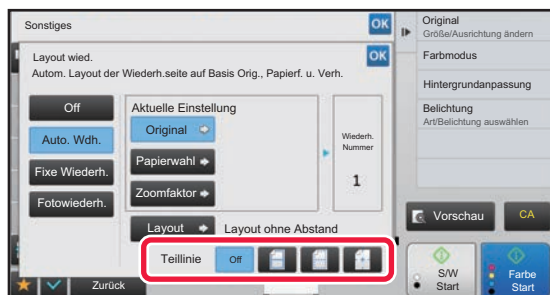 Sonstiges
OK
Layout wied.
OK
Autom. Layout der Wiederh.seite auf Basis Orig., Papierf. u. Verh.
Off
Auto. Wdh.
Fixe Wiederh.
Fotowiederh.
Aktuelle Einstellung
Original
Papierwahl
Zoomfaktor
Wiederh.
Nummer
1
Layout
Layout ohne Abstand
Teillinie
Off
Zurück
Original
Größe/Ausrichtung ändern
Farbmodus
Hintergrundanpassung
Belichtung
Art/Belichtung auswählen
Vorschau
CA
S/W
Start
Farbe
Start